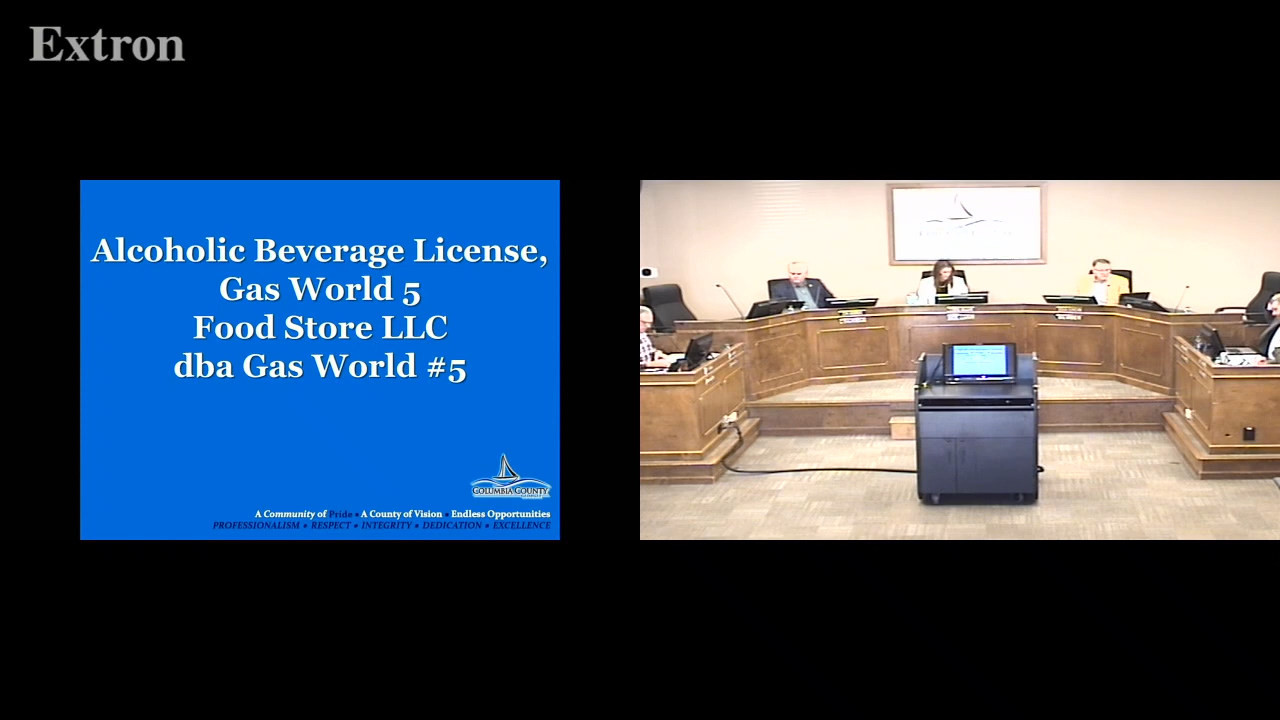 Extron
Alcoholic Beverage License,
Gas World 5
Food Store LLC
dba Gas World #5
COLUMBIA COUNTY
A Community of Pride • A County of Vision • Endless Opportunities
PROFESSIONALISM • RESPECT • INTEGRITY • DEDICATION • EXCELLENCE